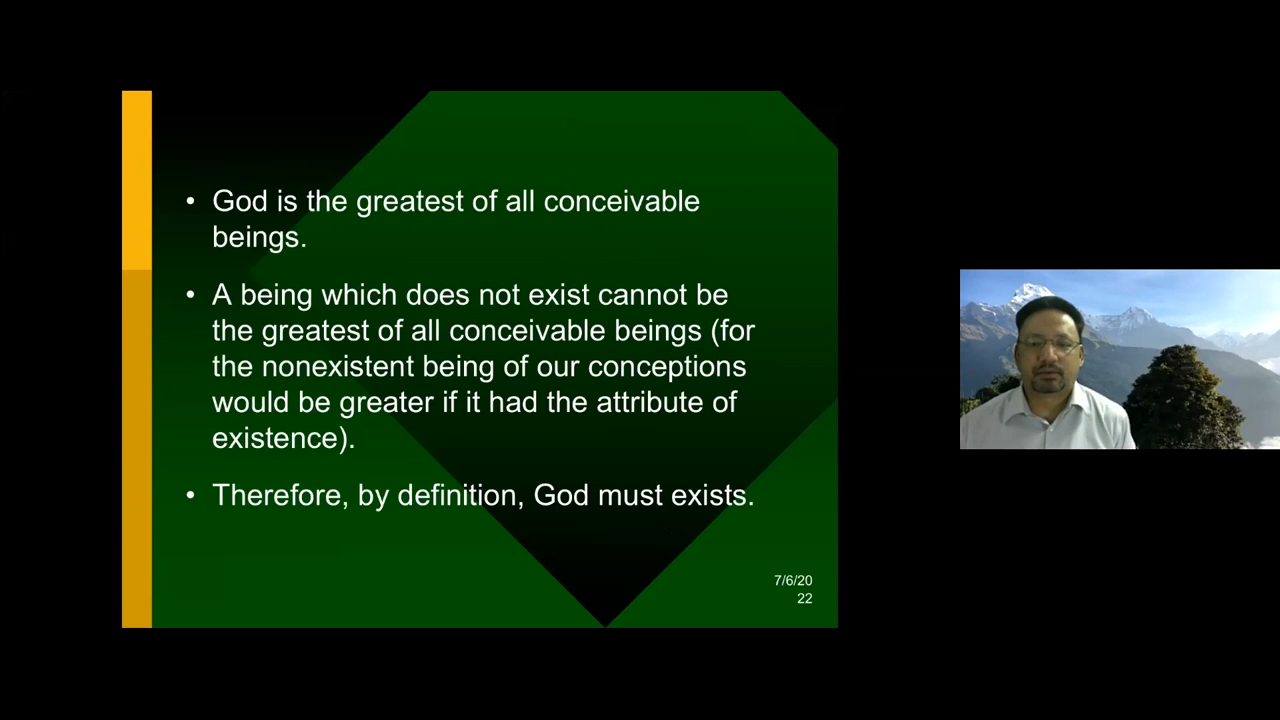 • God is the greatest of all conceivable
beings.
• A being which does not exist cannot be
the greatest of all conceivable beings (for
the nonexistent being of our conceptions
would be greater if it had the attribute of
existence).
• Therefore, by definition, God must exists.
7/6/20
22